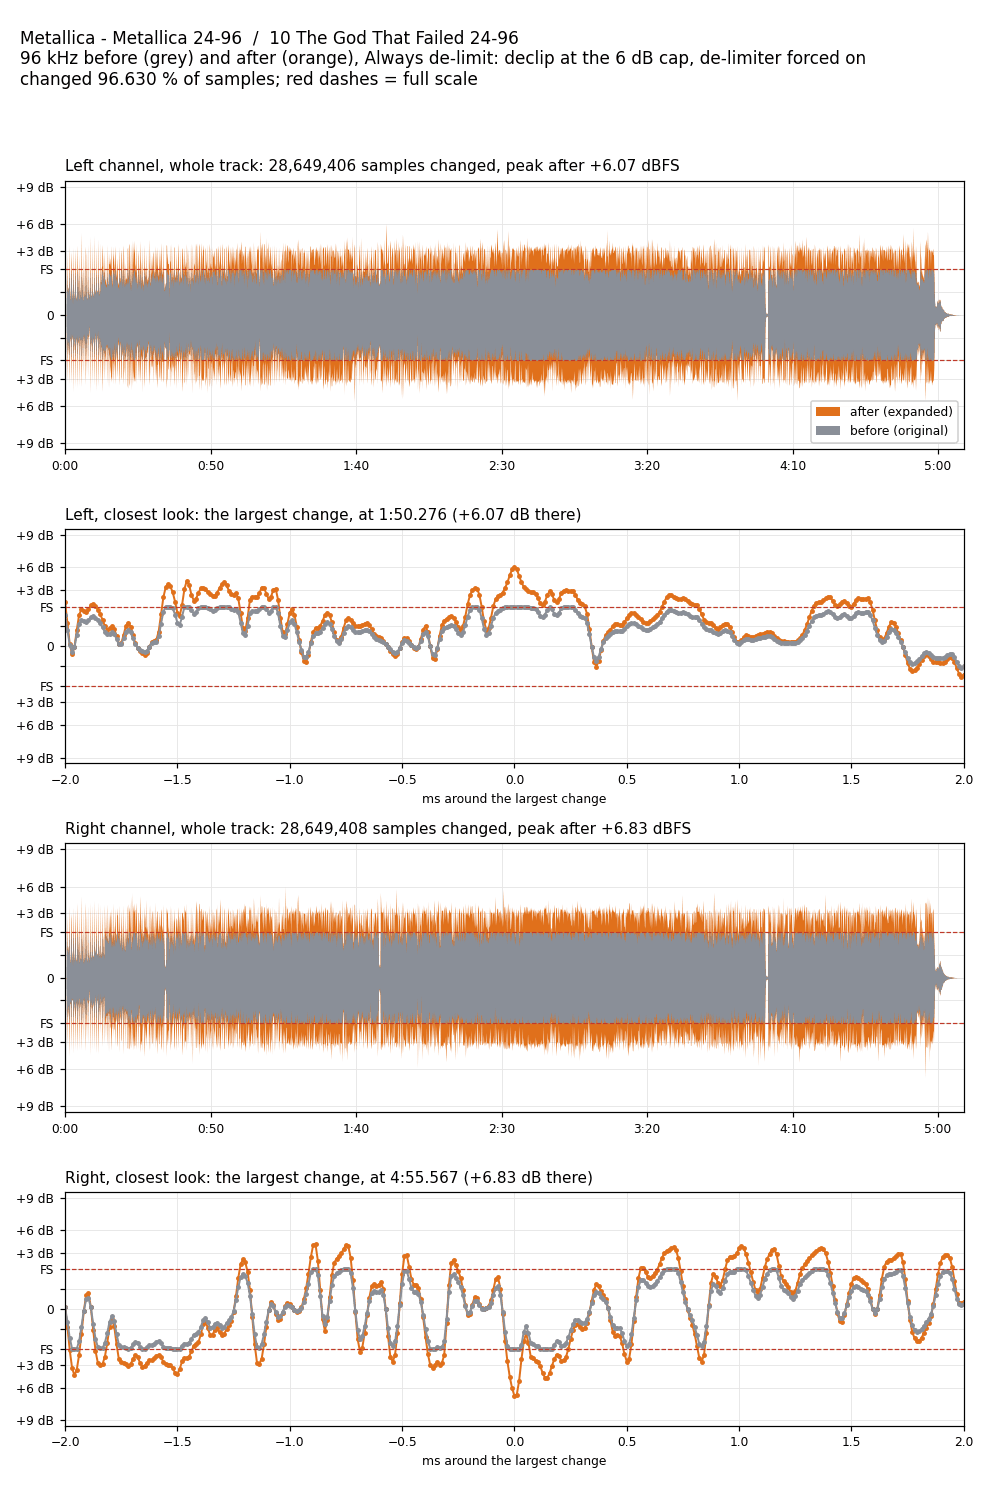 Metallica - Metallica 24-96  /  10 The God That Failed 24-96
96 kHz before (grey) and after (orange), Always de-limit: declip at the 6 dB cap, de-limiter forced on
changed 96.630 % of samples; red dashes = full scale
Left channel, whole track: 28,649,406 samples changed, peak after +6.07 dBFS
+9 dB
+6 dB
+3 dB
FS
0
FS
+3 dB
+6 dB
+9 dB
after (expanded)
before (original)
0:00 0:50 1:40 2:30 3:20 4:10 5:00
Left, closest look: the largest change, at 1:50.276 (+6.07 dB there)
+9 dB
+6 dB
+3 dB
FS
0
FS
+3 dB
+6 dB
+9 dB
−2.0 −1.5 −1.0 −0.5 0.0 0.5 1.0 1.5 2.0
ms around the largest change
Right channel, whole track: 28,649,408 samples changed, peak after +6.83 dBFS
+9 dB
+6 dB
+3 dB
FS
0
FS
+3 dB
+6 dB
+9 dB
0:00 0:50 1:40 2:30 3:20 4:10 5:00
Right, closest look: the largest change, at 4:55.567 (+6.83 dB there)
+9 dB
+6 dB
+3 dB
FS
0
FS
+3 dB
+6 dB
+9 dB
−2.0 −1.5 −1.0 −0.5 0.0 0.5 1.0 1.5 2.0
ms around the largest change